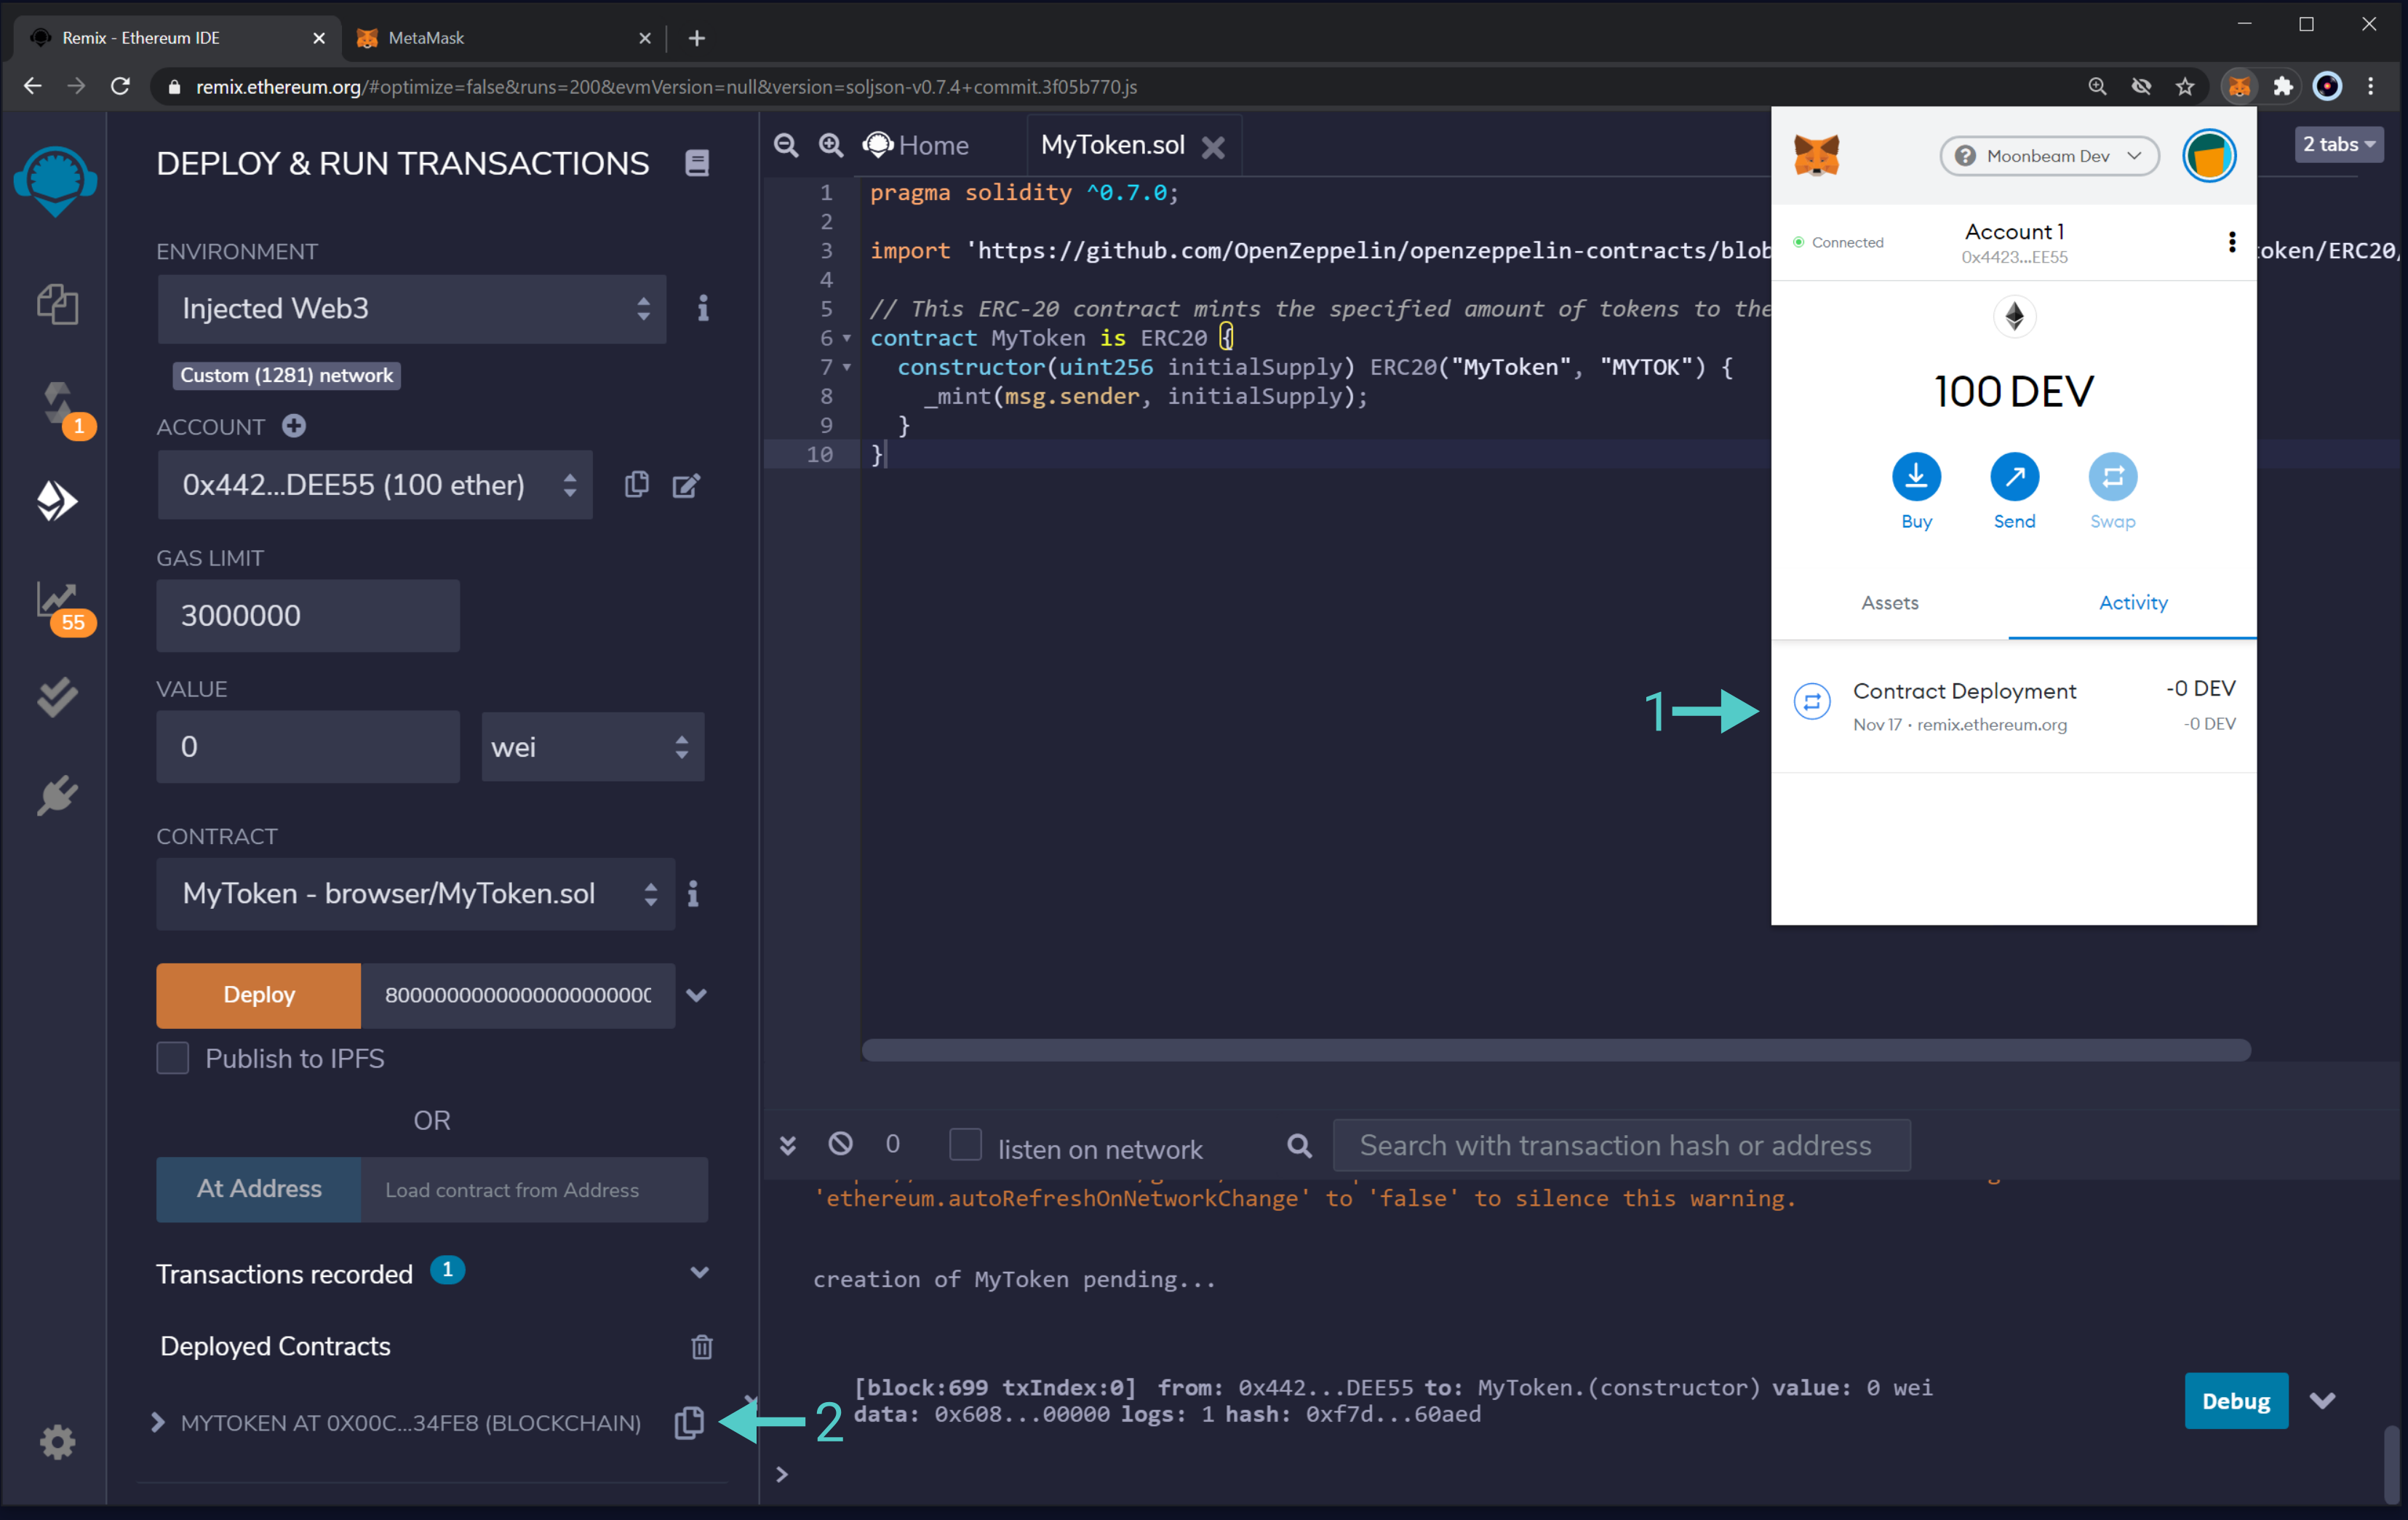 Remix - Ethereum IDE
MetaMask
remix.ethereum.org/#optimize=false&runs=200&evmVersion=null&version=soljson-v0.7.4+commit.3f05b770.js
DEPLOY & RUN TRANSACTIONS
ENVIRONMENT
Injected Web3
Custom (1281) network
ACCOUNT
0x442...DEE55 (100 ether)
GAS LIMIT
3000000
VALUE
0
wei
CONTRACT
MyToken - browser/MyToken.sol
Deploy
Publish to IPFS
OR
At Address
Load contract from Address
Transactions recorded
1
Deployed Contracts
MYTOKEN AT 0X00C...34FE8 (BLOCKCHAIN)
2
1
55
Home
MyToken.sol
2 tabs
1 pragma solidity ^0.7.0;
2
3 import 'https://github.com/OpenZeppelin/openzeppelin-contracts/blob
oken/ERC20/
4
5 // This ERC-20 contract mints the specified amount of tokens to the
6 contract MyToken is ERC20 {
7 constructor(uint256 initialSupply) ERC20("MyToken", "MYTOK") {
8 _mint(msg.sender, initialSupply);
9 }
10 }
Moonbeam Dev
Connected
Account 1
0x4423...EE55
100 DEV
Buy
Send
Swap
Assets
Activity
1
Contract Deployment
-0 DEV
Nov 17 · remix.ethereum.org
-0 DEV
0
listen on network
Search with transaction hash or address
'ethereum.autoRefreshOnNetworkChange' to 'false' to silence this warning.
creation of MyToken pending...
[block:699 txIndex:0] from: 0x442...DEE55 to: MyToken.(constructor) value: 0 wei
data: 0x608...00000 logs: 1 hash: 0xf7d...60aed
Debug
>